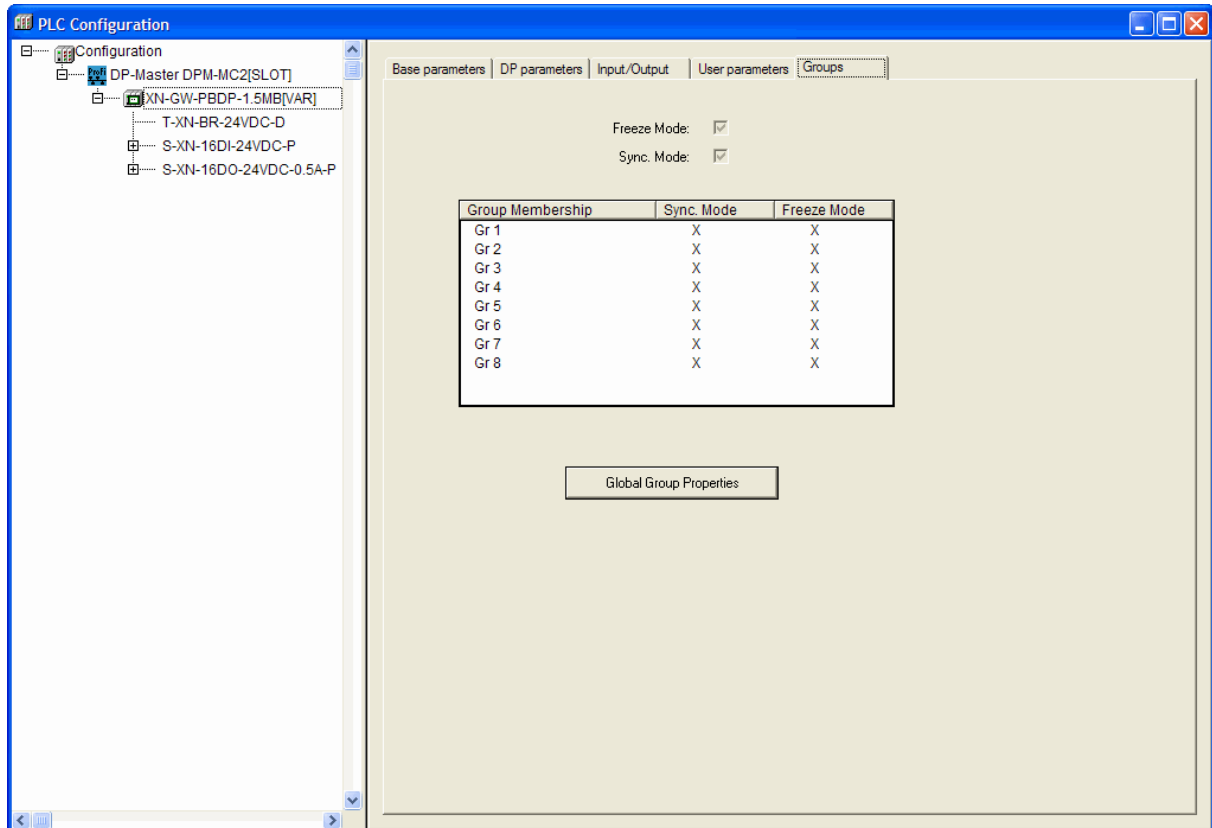 PLC Configuration
Configuration
Profi DP-Master DPM-MC2[SLOT]
XN-GW-PBDP-1.5MB[VAR]
T-XN-BR-24VDC-D
S-XN-16DI-24VDC-P
S-XN-16DO-24VDC-0.5A-P
Base parameters DP parameters Input/Output User parameters Groups
Freeze Mode:
Sync. Mode:
Group Membership Sync. Mode Freeze Mode
Gr 1 X X
Gr 2 X X
Gr 3 X X
Gr 4 X X
Gr 5 X X
Gr 6 X X
Gr 7 X X
Gr 8 X X
Global Group Properties